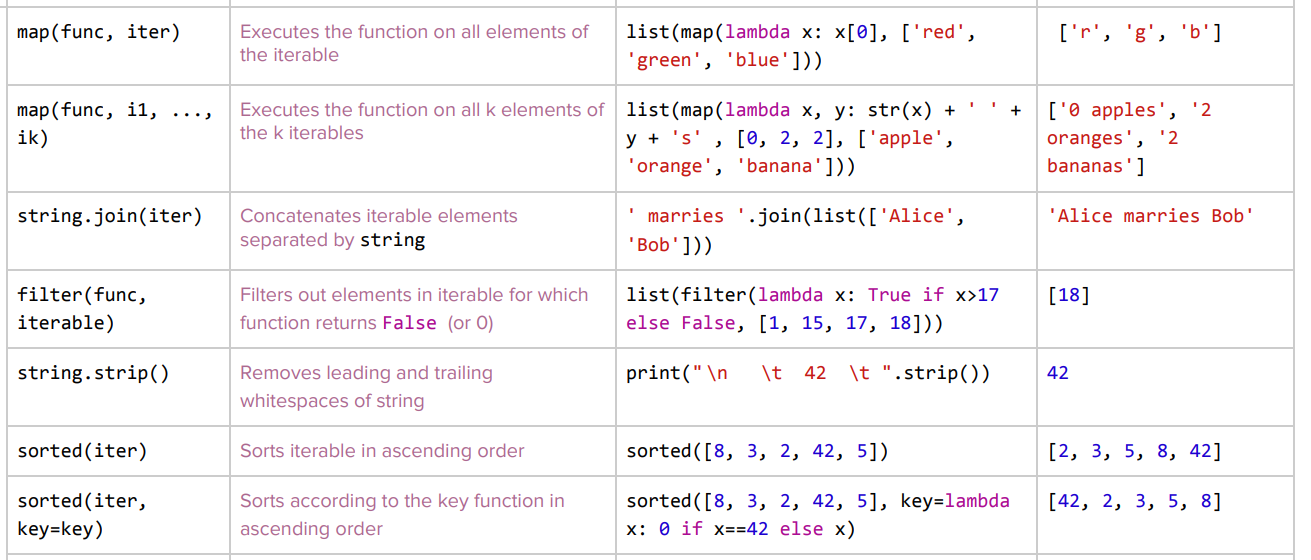 map(func, iter)
Executes the function on all elements of
the iterable
list(map(lambda x: x[0], ['red',
'green', 'blue']))
['r', 'g', 'b']
map(func, i1, ...,
ik)
Executes the function on all k elements of
the k iterables
list(map(lambda x, y: str(x) + ' ' +
y + 's' , [0, 2, 2], ['apple',
'orange', 'banana']))
['0 apples', '2
oranges', '2
bananas']
string.join(iter)
Concatenates iterable elements
separated by string
' marries '.join(list(['Alice',
'Bob']))
'Alice marries Bob'
filter(func,
iterable)
Filters out elements in iterable for which
function returns False (or 0)
list(filter(lambda x: True if x>17
else False, [1, 15, 17, 18]))
[18]
string.strip()
Removes leading and trailing
whitespaces of string
print("\n   \t  42  \t ".strip())
42
sorted(iter)
Sorts iterable in ascending order
sorted([8, 3, 2, 42, 5])
[2, 3, 5, 8, 42]
sorted(iter,
key=key)
Sorts according to the key function in
ascending order
sorted([8, 3, 2, 42, 5], key=lambda
x: 0 if x==42 else x)
[42, 2, 3, 5, 8]